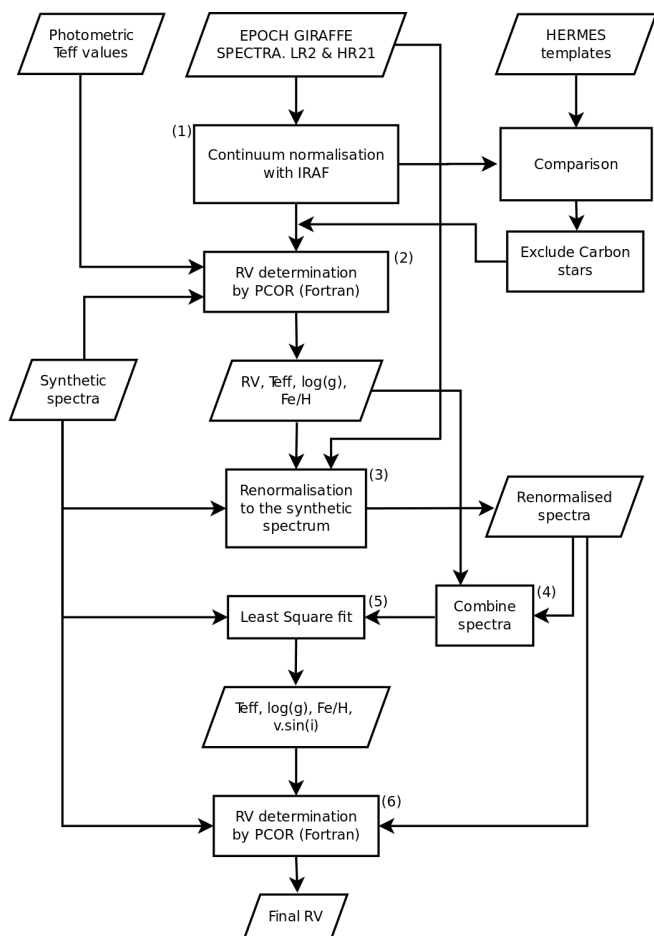 Photometric
Teff values
EPOCH GIRAFFE
SPECTRA. LR2 & HR21
HERMES
templates
(1)
Continuum normalisation
with IRAF
Comparison
(2)
RV determination
by PCOR (Fortran)
Exclude Carbon
stars
Synthetic
spectra
RV, Teff, log(g),
Fe/H
(3)
Renormalisation
to the synthetic
spectrum
Renormalised
spectra
(4)
Combine
spectra
(5)
Least Square fit
Teff, log(g), Fe/H,
v.sin(i)
(6)
RV determination
by PCOR (Fortran)
Final RV